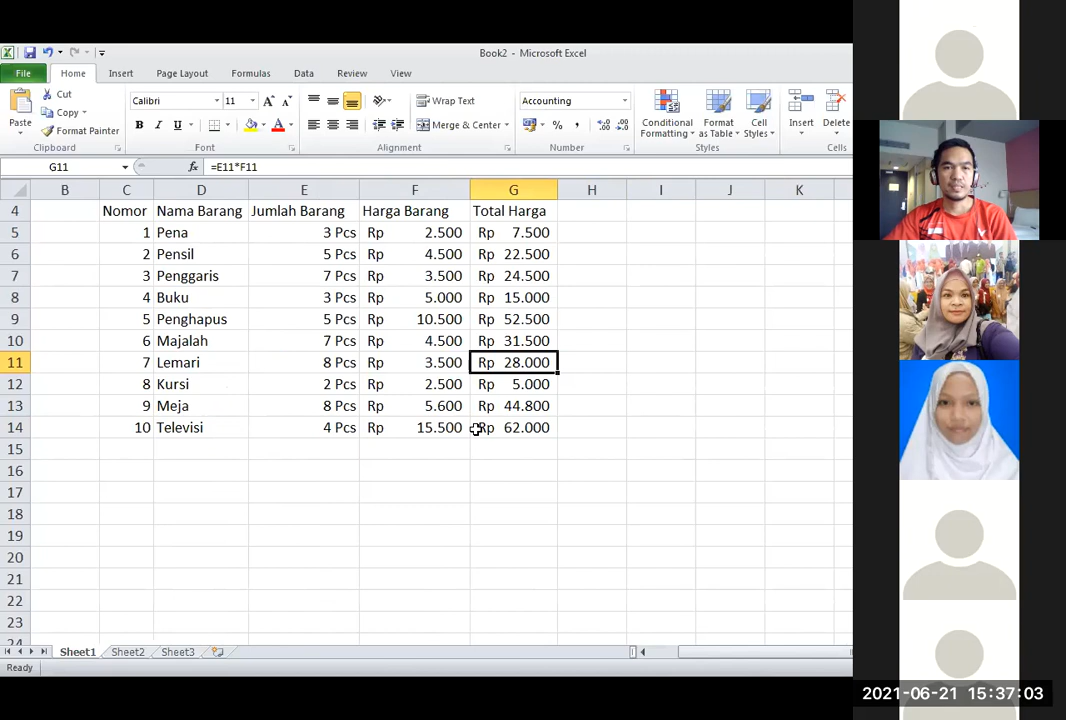 Book2 - Microsoft Excel
File Home Insert Page Layout Formulas Data Review View
Cut
Copy
Format Painter
Paste
Clipboard
Calibri 11
B I U
Font
Wrap Text
Merge & Center
Alignment
Accounting
Number
Conditional Formatting
Format as Table
Cell Styles
Styles
Insert Delete
Cells
G11 fx =E11*F11
B C D E F G H I J K
4 Nomor Nama Barang Jumlah Barang Harga Barang Total Harga
5 1 Pena 3 Pcs Rp 2.500 Rp 7.500
6 2 Pensil 5 Pcs Rp 4.500 Rp 22.500
7 3 Penggaris 7 Pcs Rp 3.500 Rp 24.500
8 4 Buku 3 Pcs Rp 5.000 Rp 15.000
9 5 Penghapus 5 Pcs Rp 10.500 Rp 52.500
10 6 Majalah 7 Pcs Rp 4.500 Rp 31.500
11 7 Lemari 8 Pcs Rp 3.500 Rp 28.000
12 8 Kursi 2 Pcs Rp 2.500 Rp 5.000
13 9 Meja 8 Pcs Rp 5.600 Rp 44.800
14 10 Televisi 4 Pcs Rp 15.500 Rp 62.000
15
16
17
18
19
20
21
22
23
24
Sheet1 Sheet2 Sheet3
Ready
2021-06-21 15:37:03